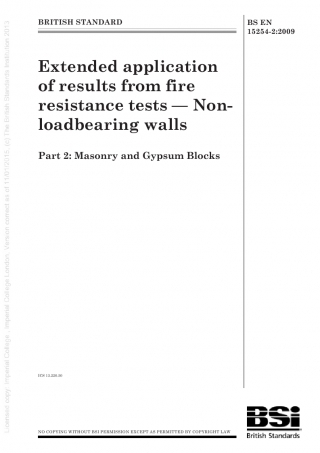 BRITISH STANDARD
BS EN
15254-2:2009
Extended application
of results from fire
resistance tests — Non-
loadbearing walls
Part 2: Masonry and Gypsum Blocks
Licensed copy: Imperial College , Imperial College London, Version correct as of 11/01/2013, (c) The British Standards Institution 2013
ICS 13.220.50
NO COPYING WITHOUT BSI PERMISSION EXCEPT AS PERMITTED BY COPYRIGHT LAW
BSi
British Standards